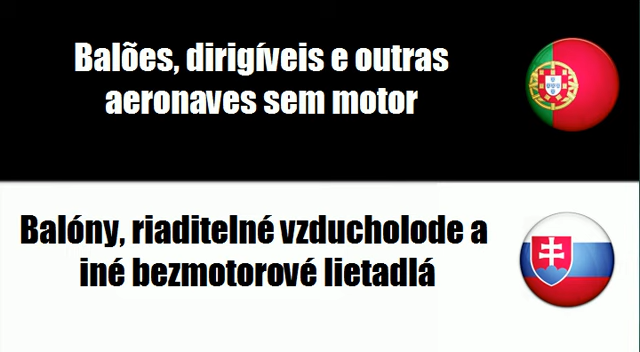 Balões, dirigíveis e outras
aeronaves sem motor
Balóny, riaditelné vzducholode a
iné bezmotorové lietadlá